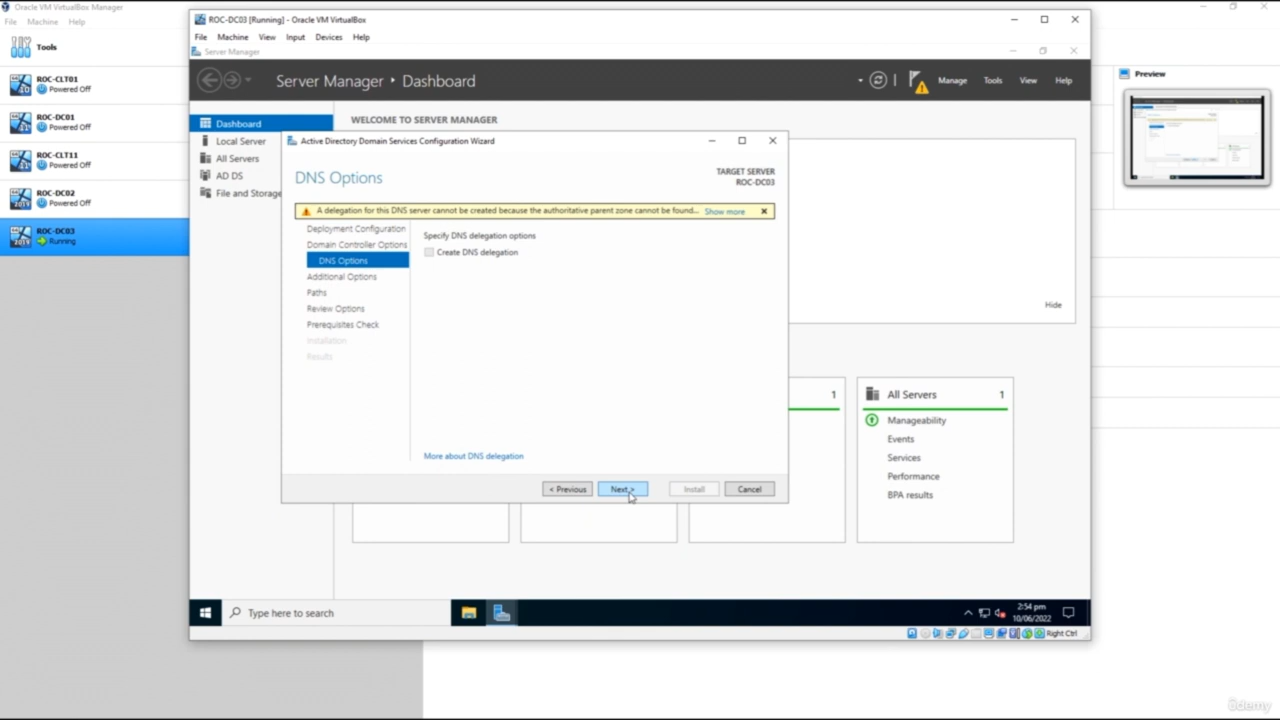 Oracle VM VirtualBox Manager
File Machine Help
Tools
ROC-CLT01
Powered Off
ROC-DC01
Powered Off
ROC-CLT11
Powered Off
ROC-DC02
Powered Off
ROC-DC03
Running
ROC-DC03 [Running] - Oracle VM VirtualBox
File Machine View Input Devices Help
Server Manager
Server Manager • Dashboard
Manage Tools View Help
Dashboard
Local Server
All Servers
AD DS
File and Storage
WELCOME TO SERVER MANAGER
Active Directory Domain Services Configuration Wizard
DNS Options
TARGET SERVER
ROC-DC03
A delegation for this DNS server cannot be created because the authoritative parent zone cannot be found... Show more
Deployment Configuration
Domain Controller Options
DNS Options
Additional Options
Paths
Review Options
Prerequisites Check
Installation
Results
Specify DNS delegation options
Create DNS delegation
More about DNS delegation
< Previous Next > Install Cancel
Hide
1
All Servers 1
Manageability
Events
Services
Performance
BPA results
Type here to search
2:54 pm
10/06/2022
Right Ctrl
Preview
ûdemy